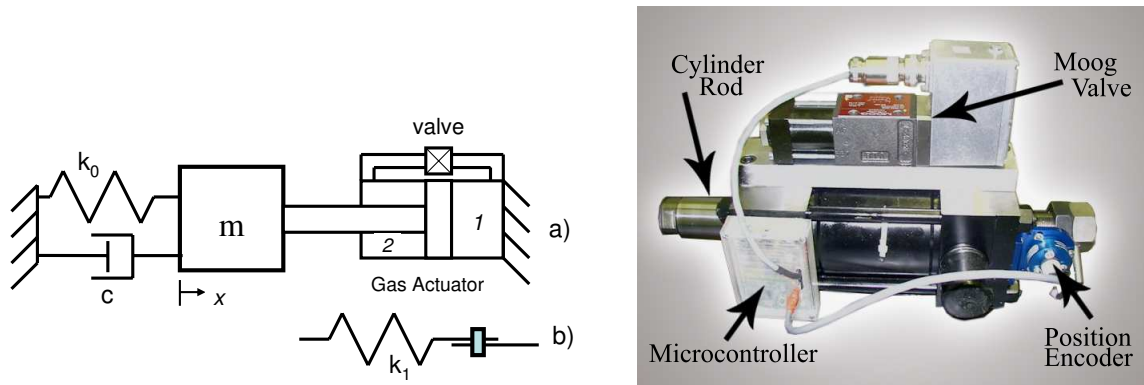 k0
m
c
x
valve
1
2
Gas Actuator
a)
k1
b)
Cylinder
Rod
Moog
Valve
Microcontroller
Position
Encoder